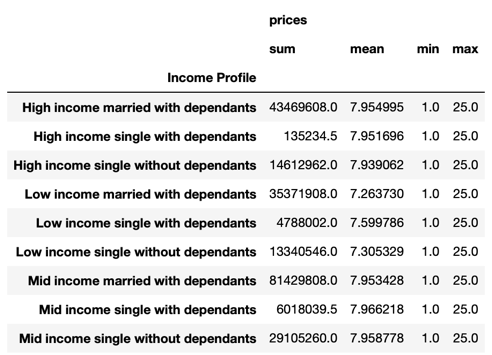 prices
sum mean min max
Income Profile
High income married with dependants 43469608.0 7.954995 1.0 25.0
High income single with dependants 135234.5 7.951696 1.0 25.0
High income single without dependants 14612962.0 7.939062 1.0 25.0
Low income married with dependants 35371908.0 7.263730 1.0 25.0
Low income single with dependants 4788002.0 7.599786 1.0 25.0
Low income single without dependants 13340546.0 7.305329 1.0 25.0
Mid income married with dependants 81429808.0 7.953428 1.0 25.0
Mid income single with dependants 6018039.5 7.966218 1.0 25.0
Mid income single without dependants 29105260.0 7.958778 1.0 25.0